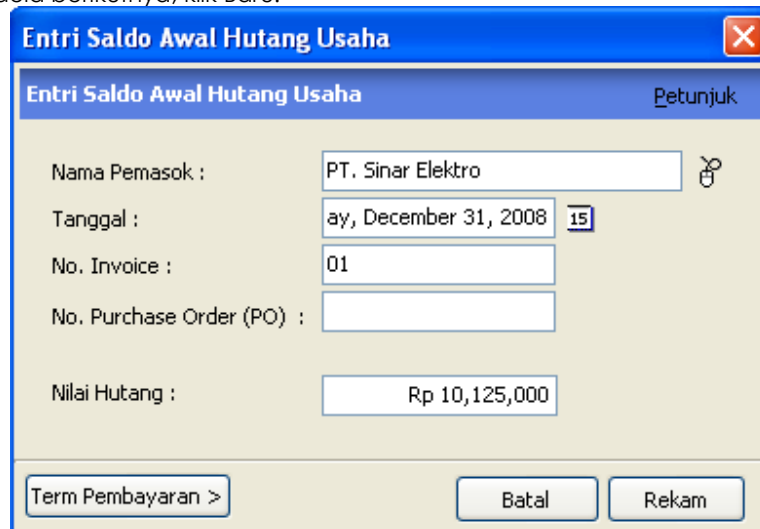 klik Baru.
Entri Saldo Awal Hutang Usaha
Entri Saldo Awal Hutang Usaha Petunjuk
Nama Pemasok : PT. Sinar Elektro
Tanggal : ay, December 31, 2008 15
No. Invoice : 01
No. Purchase Order (PO) :
Nilai Hutang : Rp 10,125,000
Term Pembayaran > Batal Rekam